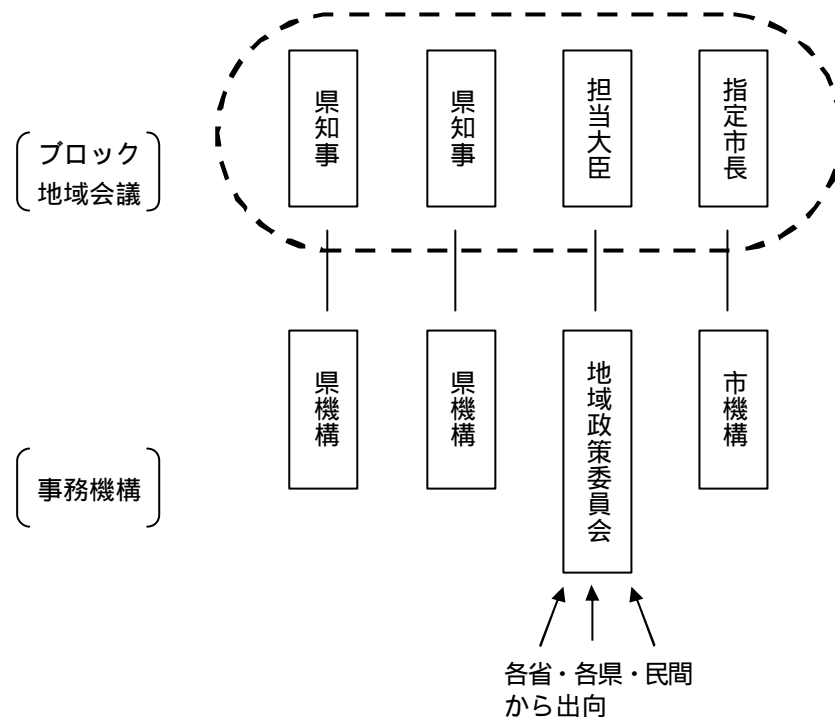 ブロック
地域会議
県知事
県知事
担当大臣
指定市長
事務機構
県機構
県機構
地域政策委員会
市機構
各省・各県・民間
から出向